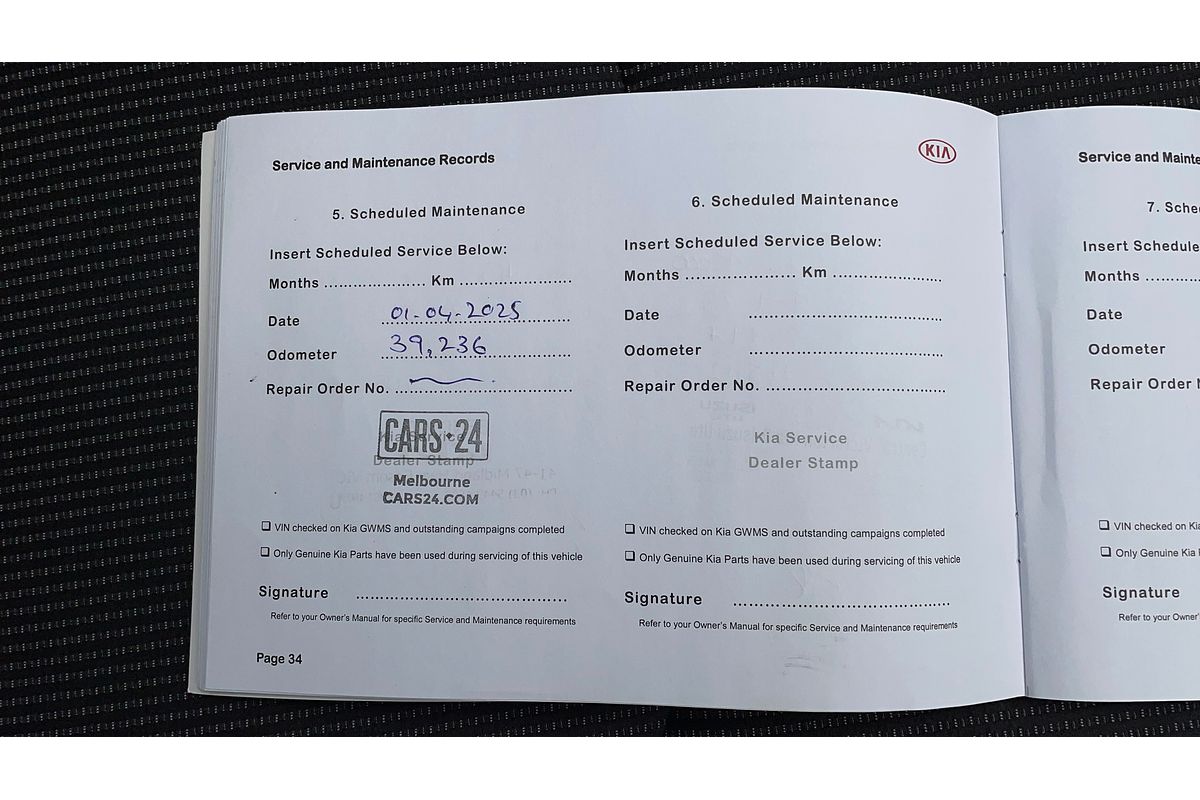 Service and Maintenance Records
5. Scheduled Maintenance
Insert Scheduled Service Below:
Months .................... Km ......................
Date 01-04-2025
Odometer 39,236
Repair Order No. ....................
CARS24
Kia Service
Dealer Stamp
Melbourne
CARS24.COM
❑ VIN checked on Kia GWMS and outstanding campaigns completed
❑ Only Genuine Kia Parts have been used during servicing of this vehicle
Signature ........................................
Refer to your Owner's Manual for specific Service and Maintenance requirements
Page 34
KIA
6. Scheduled Maintenance
Insert Scheduled Service Below:
Months ...................... Km ......................
Date ........................................
Odometer ........................................
Repair Order No. ....................................
Kia Service
Dealer Stamp
❑ VIN checked on Kia GWMS and outstanding campaigns completed
❑ Only Genuine Kia Parts have been used during servicing of this vehicle
Signature ........................................
Refer to your Owner's Manual for specific Service and Maintenance requirements
Service and Mainte
7. Sche
Insert Schedule
Months ..........
Date
Odometer
Repair Order
❑ VIN checked on Ki
❑ Only Genuine Kia
Signature
Refer to your Owner'